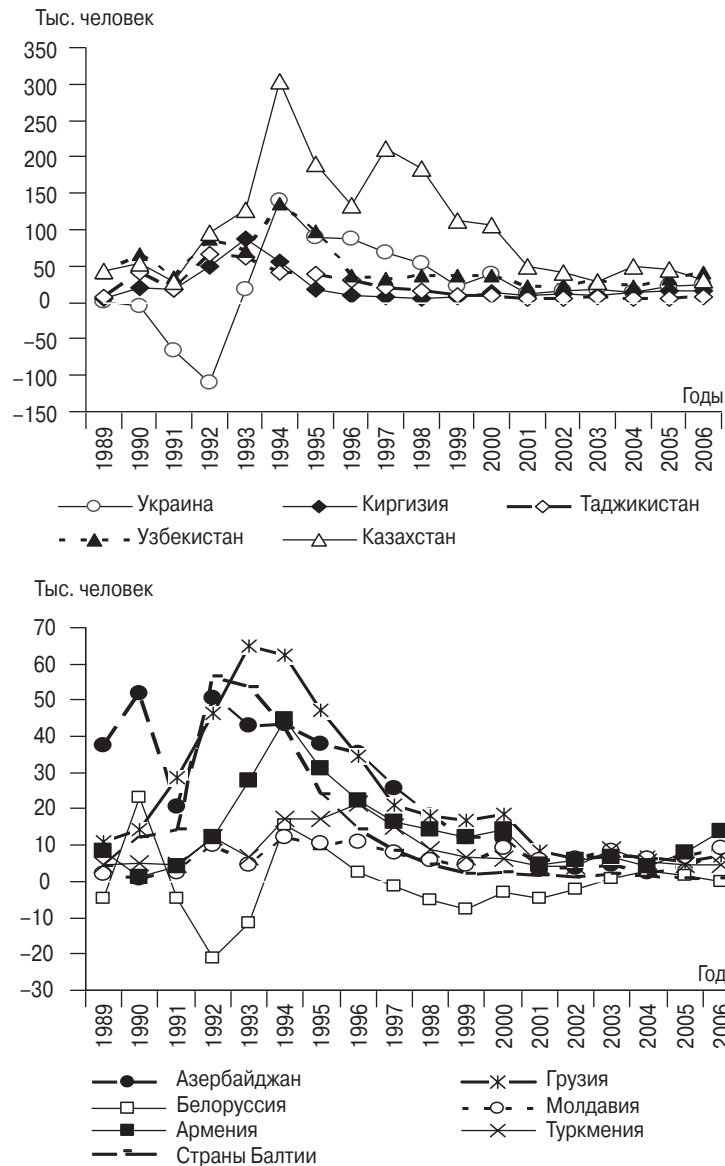 Тыс. человек
350
300
250
200
150
100
50
0
–50
–100
–150
Годы
1989 1990 1991 1992 1993 1994 1995 1996 1997 1998 1999 2000 2001 2002 2003 2004 2005 2006
Украина Киргизия Таджикистан
Узбекистан Казахстан
Тыс. человек
70
60
50
40
30
20
10
0
–10
–20
–30
Год
1989 1990 1991 1992 1993 1994 1995 1996 1997 1998 1999 2000 2001 2002 2003 2004 2005 2006
Азербайджан Грузия
Белоруссия Молдавия
Армения Туркмения
Страны Балтии